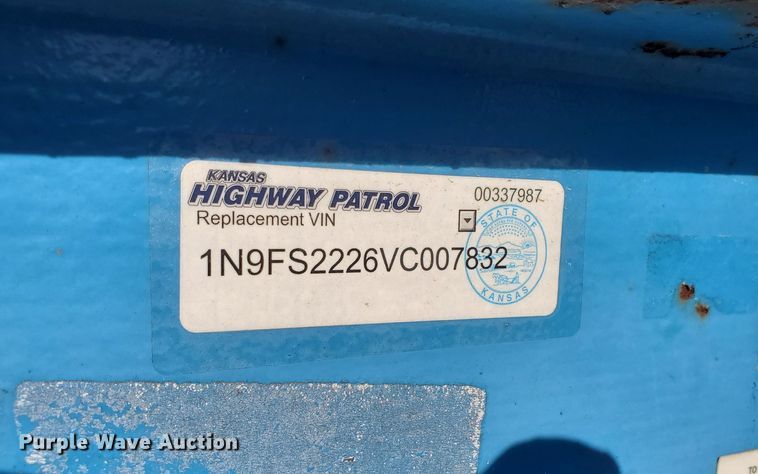 KANSAS
HIGHWAY PATROL
00337987
Replacement VIN
1N9FS2226VC007832
STATE OF
KANSAS
Purple Wave Auction